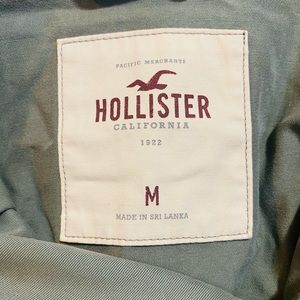 PACIFIC MERCHANTS
HOLLISTER
CALIFORNIA
1922
M
MADE IN SRI LANKA